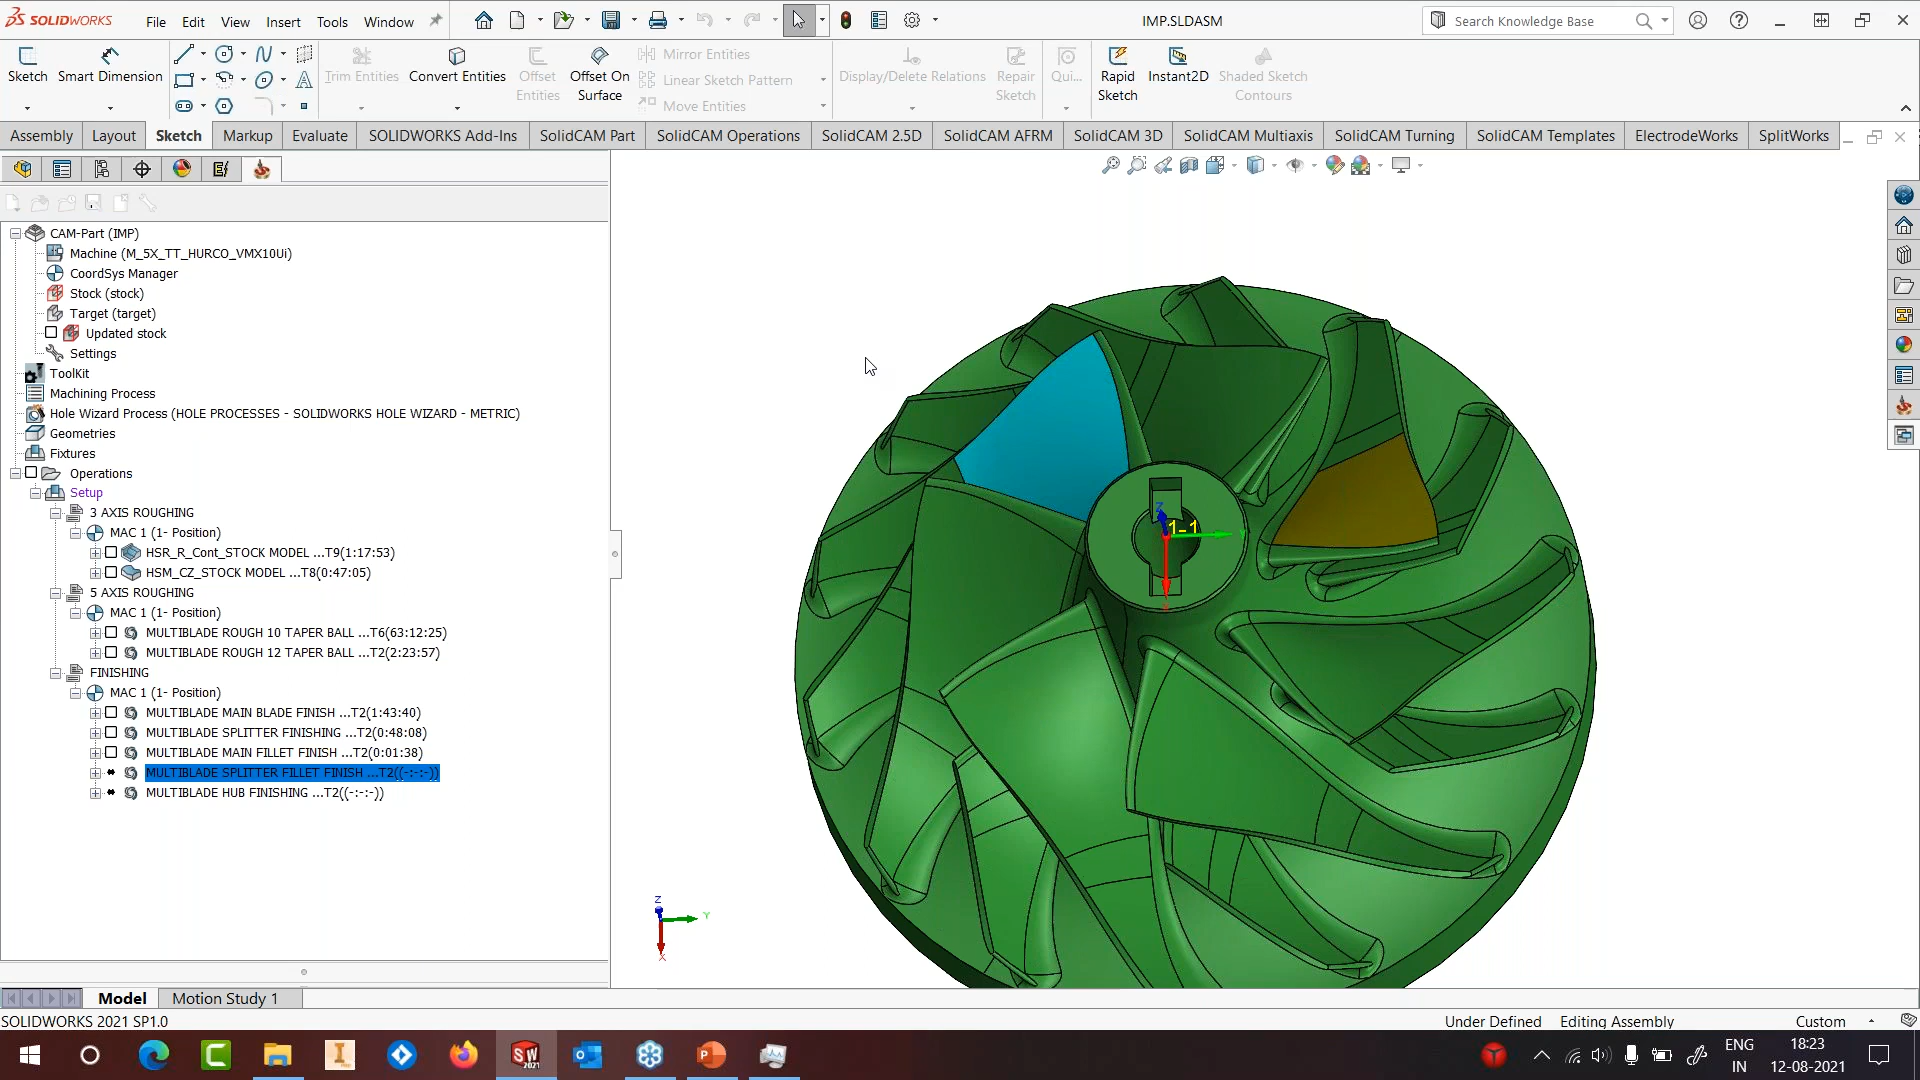 SOLIDWORKS File Edit View Insert Tools Window IMP.SLDASM Search Knowledge Base
Sketch Smart Dimension Trim Entities Convert Entities Offset Entities Offset On Surface Mirror Entities Linear Sketch Pattern Move Entities Display/Delete Relations Repair Sketch Qui... Rapid Sketch Instant2D Shaded Sketch Contours
Assembly Layout Sketch Markup Evaluate SOLIDWORKS Add-Ins SolidCAM Part SolidCAM Operations SolidCAM 2.5D SolidCAM AFRM SolidCAM 3D SolidCAM Multiaxis SolidCAM Turning SolidCAM Templates ElectrodeWorks SplitWorks
CAM-Part (IMP)
Machine (M_5X_TT_HURCO_VMX10Ui)
CoordSys Manager
Stock (stock)
Target (target)
Updated stock
Settings
ToolKit
Machining Process
Hole Wizard Process (HOLE PROCESSES - SOLIDWORKS HOLE WIZARD - METRIC)
Geometries
Fixtures
Operations
Setup
3 AXIS ROUGHING
MAC 1 (1- Position)
HSR_R_Cont_STOCK MODEL ...T9(1:17:53)
HSM_CZ_STOCK MODEL ...T8(0:47:05)
5 AXIS ROUGHING
MAC 1 (1- Position)
MULTIBLADE ROUGH 10 TAPER BALL ...T6(63:12:25)
MULTIBLADE ROUGH 12 TAPER BALL ...T2(2:23:57)
FINISHING
MAC 1 (1- Position)
MULTIBLADE MAIN BLADE FINISH ...T2(1:43:40)
MULTIBLADE SPLITTER FINISHING ...T2(0:48:08)
MULTIBLADE MAIN FILLET FINISH ...T2(0:01:38)
MULTIBLADE SPLITTER FILLET FINISH ...T2((-:-:-))
MULTIBLADE HUB FINISHING ...T2((-:-:-))
Z
1-1
Z
Y
X
Model Motion Study 1
SOLIDWORKS 2021 SP1.0 Under Defined Editing Assembly Custom
ENG
IN
18:23
12-08-2021